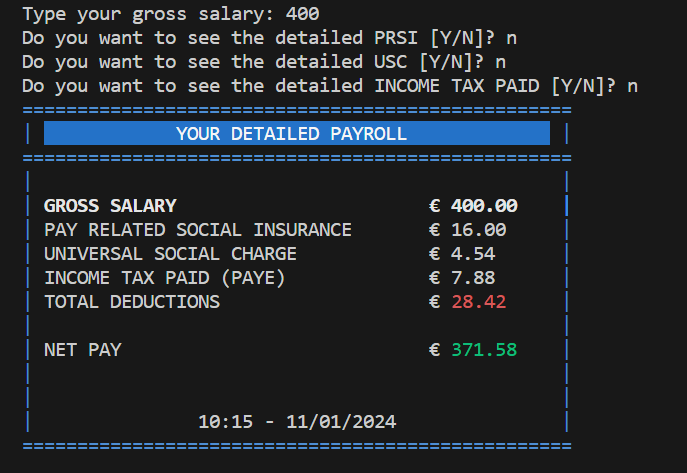 Type your gross salary: 400
Do you want to see the detailed PRSI [Y/N]? n
Do you want to see the detailed USC [Y/N]? n
Do you want to see the detailed INCOME TAX PAID [Y/N]? n
==================================================
| YOUR DETAILED PAYROLL |
==================================================
| |
| GROSS SALARY € 400.00 |
| PAY RELATED SOCIAL INSURANCE € 16.00 |
| UNIVERSAL SOCIAL CHARGE € 4.54 |
| INCOME TAX PAID (PAYE) € 7.88 |
| TOTAL DEDUCTIONS € 28.42 |
| |
| NET PAY € 371.58 |
| |
| |
| 10:15 - 11/01/2024 |
==================================================